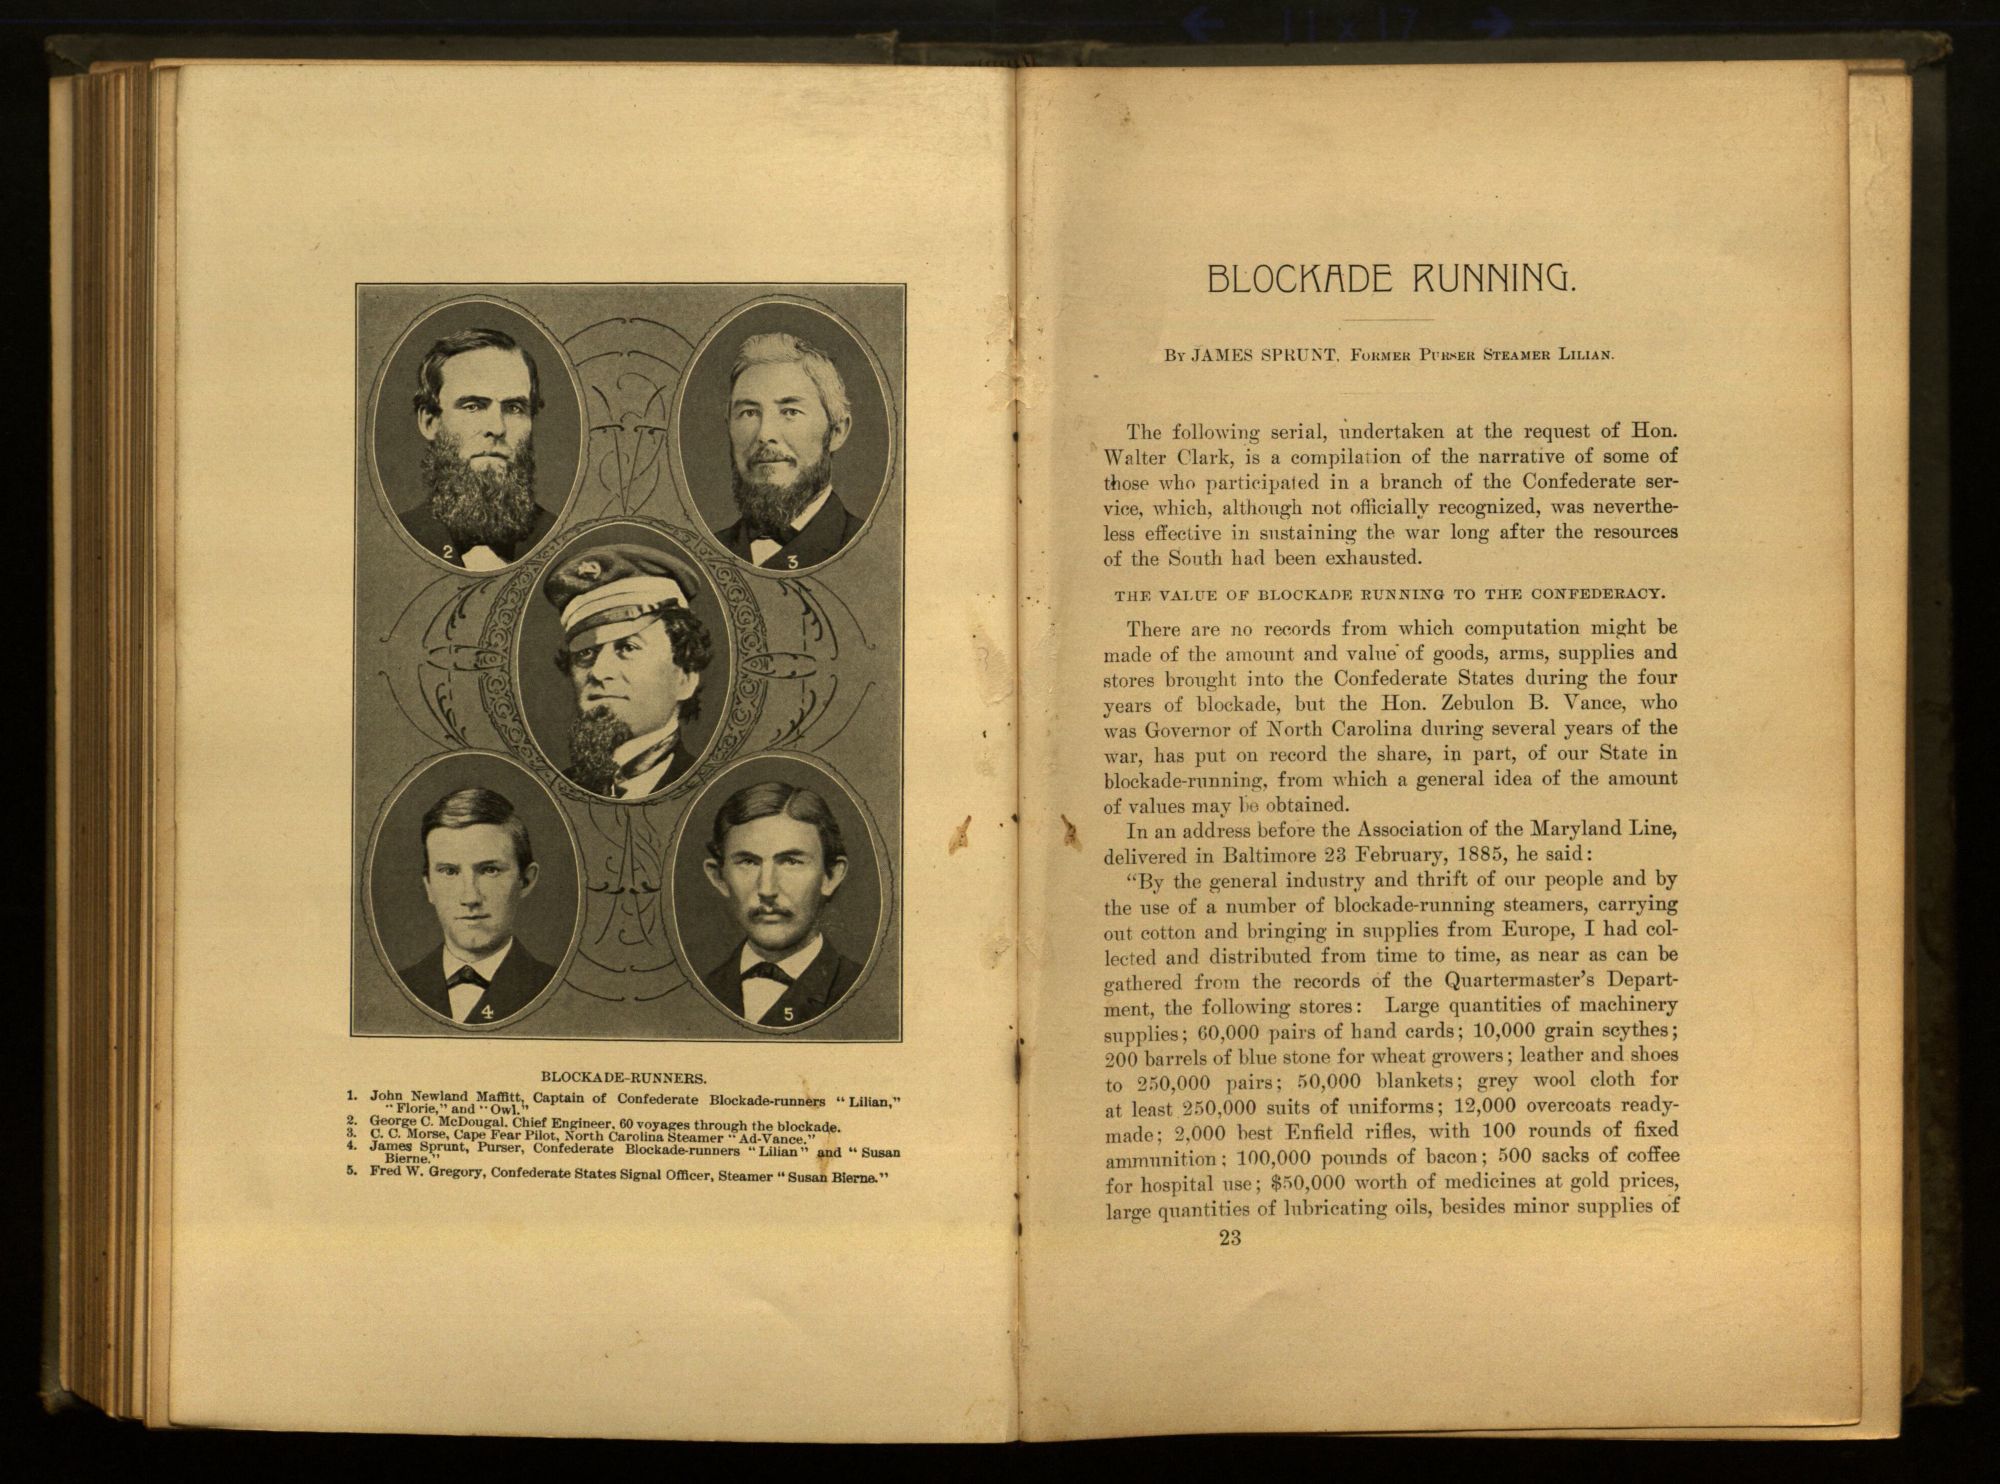 11 x 17
2
3
4
5
BLOCKADE-RUNNERS.
1. John Newland Maffitt, Captain of Confederate Blockade-runners "Lilian,"
"Florie," and "Owl."
2. George C. McDougal. Chief Engineer, 60 voyages through the blockade.
3. C. C. Morse, Cape Fear Pilot, North Carolina Steamer "Ad-Vance."
4. James Sprunt, Purser, Confederate Blockade-runners "Lilian" and "Susan
Bierne."
5. Fred W. Gregory, Confederate States Signal Officer, Steamer "Susan Bierne."
BLOCKADE RUNNING.
By JAMES SPRUNT, Former Purser Steamer Lilian.
The following serial, undertaken at the request of Hon.
Walter Clark, is a compilation of the narrative of some of
those who participated in a branch of the Confederate ser-
vice, which, although not officially recognized, was neverthe-
less effective in sustaining the war long after the resources
of the South had been exhausted.
THE VALUE OF BLOCKADE RUNNING TO THE CONFEDERACY.
There are no records from which computation might be
made of the amount and value of goods, arms, supplies and
stores brought into the Confederate States during the four
years of blockade, but the Hon. Zebulon B. Vance, who
was Governor of North Carolina during several years of the
war, has put on record the share, in part, of our State in
blockade-running, from which a general idea of the amount
of values may be obtained.
In an address before the Association of the Maryland Line,
delivered in Baltimore 23 February, 1885, he said:
"By the general industry and thrift of our people and by
the use of a number of blockade-running steamers, carrying
out cotton and bringing in supplies from Europe, I had col-
lected and distributed from time to time, as near as can be
gathered from the records of the Quartermaster's Depart-
ment, the following stores: Large quantities of machinery
supplies; 60,000 pairs of hand cards; 10,000 grain scythes;
200 barrels of blue stone for wheat growers; leather and shoes
to 250,000 pairs; 50,000 blankets; grey wool cloth for
at least 250,000 suits of uniforms; 12,000 overcoats ready-
made; 2,000 best Enfield rifles, with 100 rounds of fixed
ammunition; 100,000 pounds of bacon; 500 sacks of coffee
for hospital use; $50,000 worth of medicines at gold prices,
large quantities of lubricating oils, besides minor supplies of
23